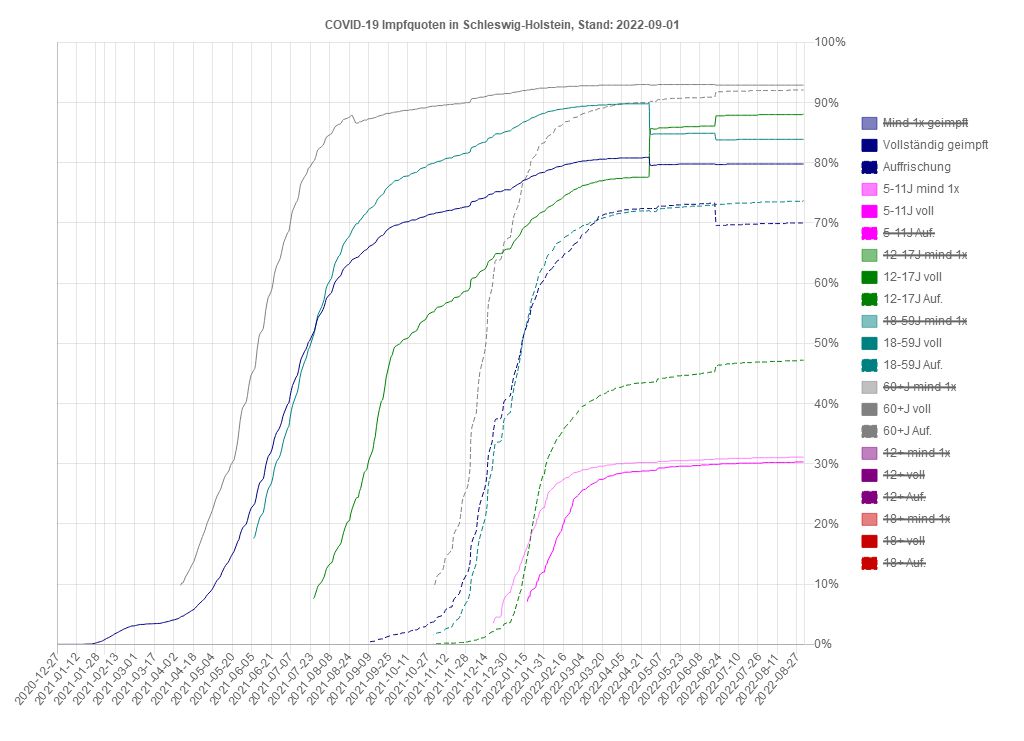 COVID-19 Impfquoten in Schleswig-Holstein, Stand: 2022-09-01
100%
90%
80%
70%
60%
50%
40%
30%
20%
10%
0%
Mind 1x geimpft
Vollständig geimpft
Auffrischung
5-11J mind 1x
5-11J voll
5-11J Auf.
12-17J mind 1x
12-17J voll
12-17J Auf.
18-59J mind 1x
18-59J voll
18-59J Auf.
60+J mind 1x
60+J voll
60+J Auf.
12+ mind 1x
12+ voll
12+ Auf.
18+ mind 1x
18+ voll
18+ Auf.
2020-12-27
2021-01-12
2021-01-28
2021-02-13
2021-03-01
2021-03-17
2021-04-02
2021-04-18
2021-05-04
2021-05-20
2021-06-05
2021-06-21
2021-07-07
2021-07-23
2021-08-08
2021-08-24
2021-09-09
2021-09-25
2021-10-11
2021-10-27
2021-11-12
2021-11-28
2021-12-14
2021-12-30
2022-01-15
2022-01-31
2022-02-16
2022-03-04
2022-03-20
2022-04-05
2022-04-21
2022-05-07
2022-05-23
2022-06-08
2022-06-24
2022-07-10
2022-07-26
2022-08-11
2022-08-27